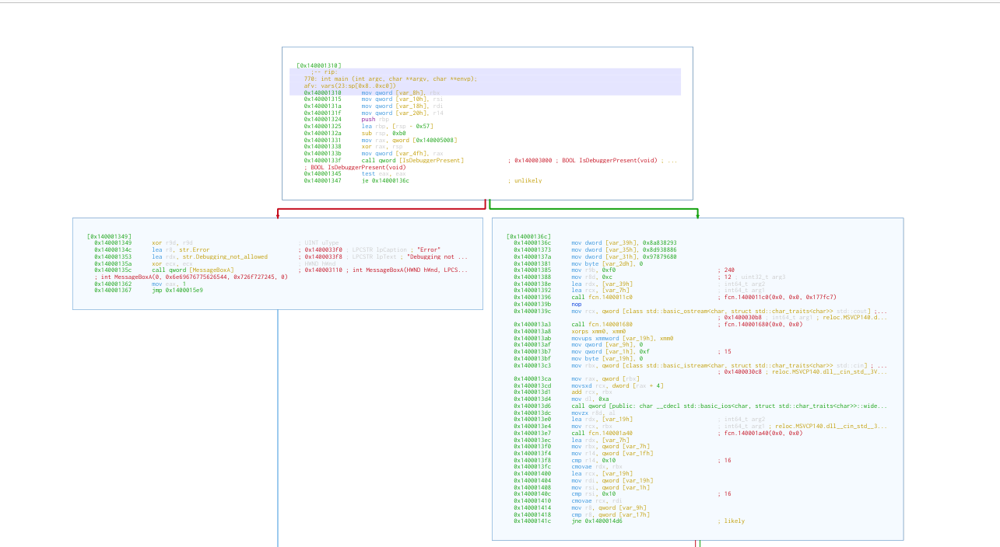 [0x140001310]
;-- rip:
770: int main (int argc, char **argv, char **envp);
afv: vars(23:sp[0x8..0xc0])
0x140001310 mov qword [var_8h], rbx
0x140001315 mov qword [var_10h], rsi
0x14000131a mov qword [var_18h], rdi
0x14000131f mov qword [var_20h], r14
0x140001324 push rbp
0x140001325 lea rbp, [rsp - 0x57]
0x14000132a sub rsp, 0xb0
0x140001331 mov rax, qword [0x140005008]
0x140001338 xor rax, rsp
0x14000133b mov qword [var_4fh], rax
0x14000133f call qword [IsDebuggerPresent] ; 0x140003000 ; BOOL IsDebuggerPresent(void) ; ...
; BOOL IsDebuggerPresent(void)
0x140001345 test eax, eax
0x140001347 je 0x14000136c ; unlikely
[0x140001349]
0x140001349 xor r9d, r9d ; UINT uType
0x14000134c lea r8, str.Error ; 0x1400033f0 ; LPCSTR lpCaption ; "Error"
0x140001353 lea rdx, str.Debugging_not_allowed ; 0x1400033f8 ; LPCSTR lpText ; "Debugging not ...
0x14000135a xor ecx, ecx ; HWND hWnd
0x14000135c call qword [MessageBoxA] ; 0x140003110 ; int MessageBoxA(HWND hWnd, LPCS...
; int MessageBoxA(0, 0x6e69676775626544, 0x726f727245, 0)
0x140001362 mov eax, 1
0x140001367 jmp 0x1400015e9
[0x14000136c]
0x14000136c mov dword [var_39h], 0x8a838293
0x140001373 mov dword [var_35h], 0x8d938886
0x14000137a mov dword [var_31h], 0x97879680
0x140001381 mov byte [var_2dh], 0
0x140001385 mov r9b, 0xf0 ; 240
0x140001388 mov r8d, 0xc ; 12 ; uint32_t arg3
0x14000138e lea rdx, [var_39h] ; int64_t arg2
0x140001392 lea rcx, [var_7h] ; int64_t arg1
0x140001396 call fcn.1400011c0 ; fcn.1400011c0(0x0, 0x0, 0x177fc7)
0x14000139b nop
0x14000139c mov rcx, qword [class std::basic_ostream<char, struct std::char_traits<char>> std::cout] ;...
; 0x1400030b8 ; int64_t arg1 ; reloc.MSVCP140.d...
0x1400013a3 call fcn.140001680 ; fcn.140001680(0x0, 0x0)
0x1400013a8 xorps xmm0, xmm0
0x1400013ab movups xmmword [var_19h], xmm0
0x1400013af mov qword [var_9h], 0
0x1400013b7 mov qword [var_1h], 0xf ; 15
0x1400013bf mov byte [var_19h], 0
0x1400013c3 mov rbx, qword [class std::basic_istream<char, struct std::char_traits<char>> std::cin] ; ...
; 0x1400030c8 ; reloc.MSVCP140.dll__cin_std__3V...
0x1400013ca mov rax, qword [rbx]
0x1400013cd movsxd rcx, dword [rax + 4]
0x1400013d1 add rcx, rbx
0x1400013d4 mov dl, 0xa
0x1400013d6 call qword [public: char __cdecl std::basic_ios<char, struct std::char_traits<char>>::wide...
0x1400013dc movzx r8d, al
0x1400013e0 lea rdx, [var_19h] ; int64_t arg2
0x1400013e4 mov rcx, rbx ; int64_t arg1 ; reloc.MSVCP140.dll__cin_std__3...
0x1400013e7 call fcn.140001a40 ; fcn.140001a40(0x0, 0x0)
0x1400013ec lea rdx, [var_7h]
0x1400013f0 mov rbx, qword [var_7h]
0x1400013f4 mov r14, qword [var_1fh]
0x1400013f8 cmp r14, 0x10 ; 16
0x1400013fc cmovae rdx, rbx
0x140001400 lea rcx, [var_19h]
0x140001404 mov rdi, qword [var_19h]
0x140001408 mov rsi, qword [var_1h]
0x14000140c cmp rsi, 0x10 ; 16
0x140001410 cmovae rcx, rdi
0x140001414 mov r8, qword [var_9h]
0x140001418 cmp r8, qword [var_17h]
0x14000141c jne 0x1400014d6 ; likely